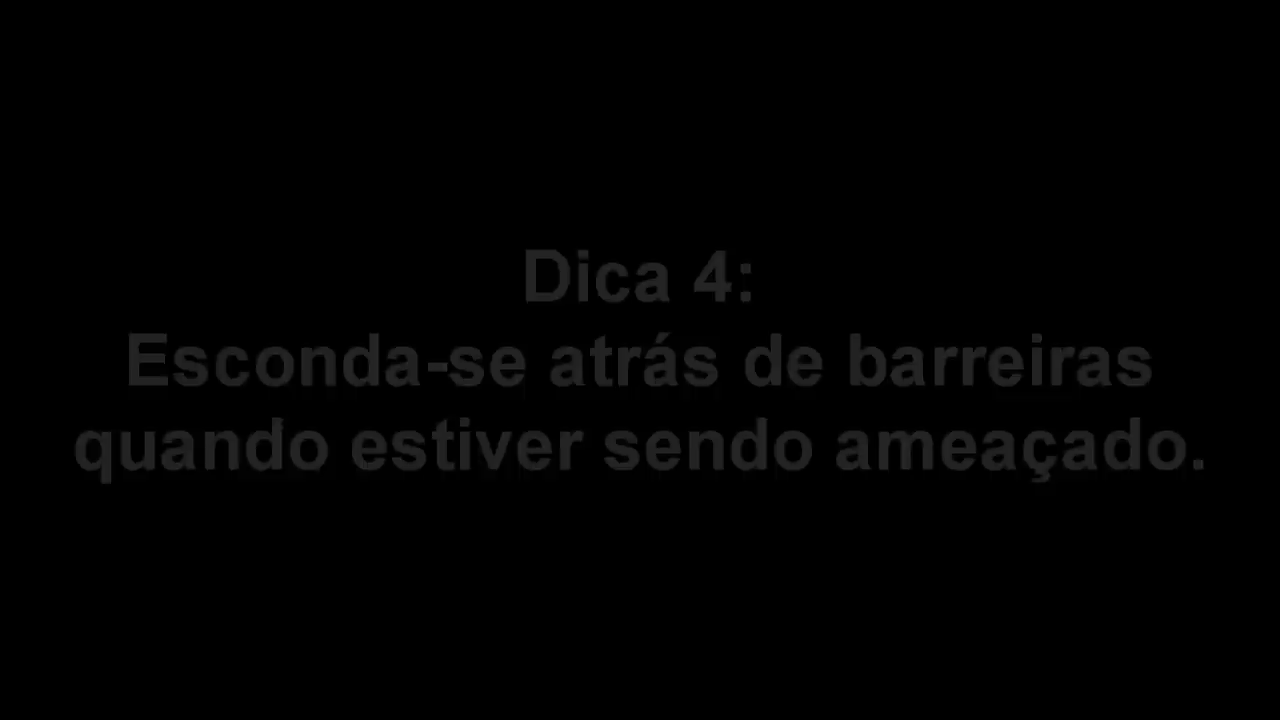 Dica 4:
Esconda-se atrás de barreiras
quando estiver sendo ameaçado.